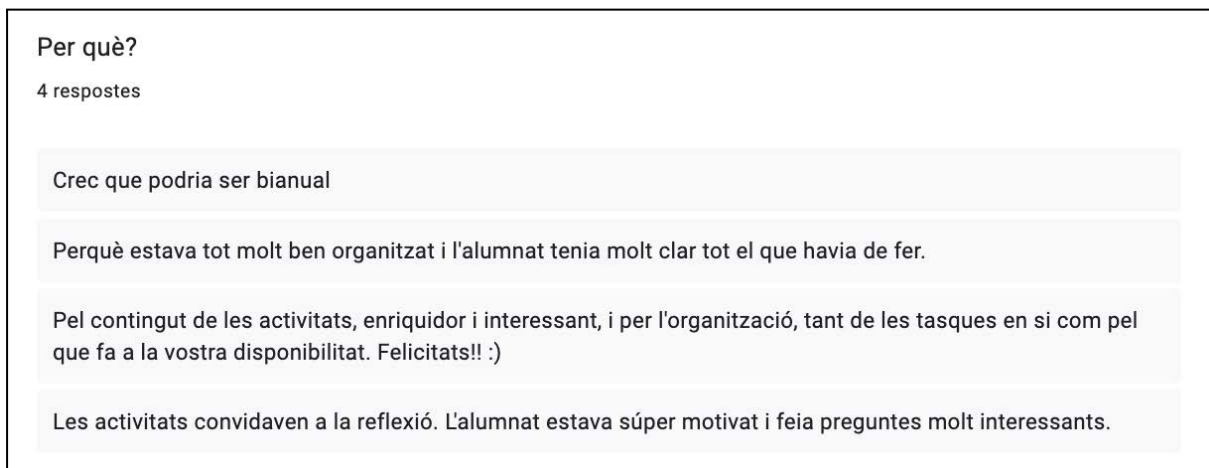 Per què?
4 respostes
Crec que podria ser bianual
Perquè estava tot molt ben organitzat i l'alumnat tenia molt clar tot el que havia de fer.
Pel contingut de les activitats, enriquidor i interessant, i per l'organització, tant de les tasques en si com pel
que fa a la vostra disponibilitat. Felicitats!! :)
Les activitats convidaven a la reflexió. L'alumnat estava súper motivat i feia preguntes molt interessants.